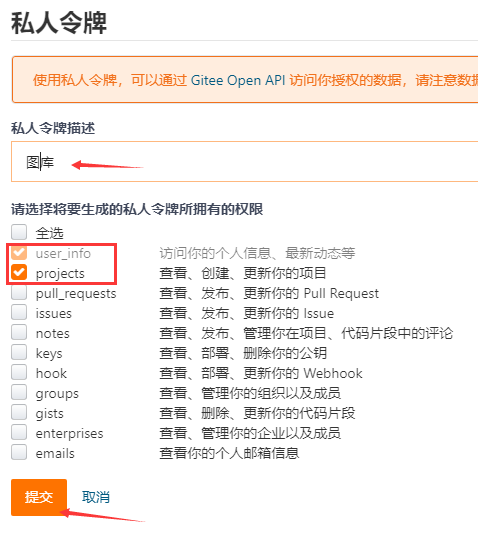 私人令牌
使用私人令牌，可以通过 Gitee Open API 访问你授权的数据，请注意数据
私人令牌描述
图库
请选择将要生成的私人令牌所拥有的权限
全选
user_info 访问你的个人信息、最新动态等
projects 查看、创建、更新你的项目
pull_requests 查看、发布、更新你的 Pull Request
issues 查看、发布、更新你的 Issue
notes 查看、发布、管理你在项目、代码片段中的评论
keys 查看、部署、删除你的公钥
hook 查看、部署、更新你的 Webhook
groups 查看、管理你的组织以及成员
gists 查看、删除、更新你的代码片段
enterprises 查看、管理你的企业以及成员
emails 查看你的个人邮箱信息
提交 取消